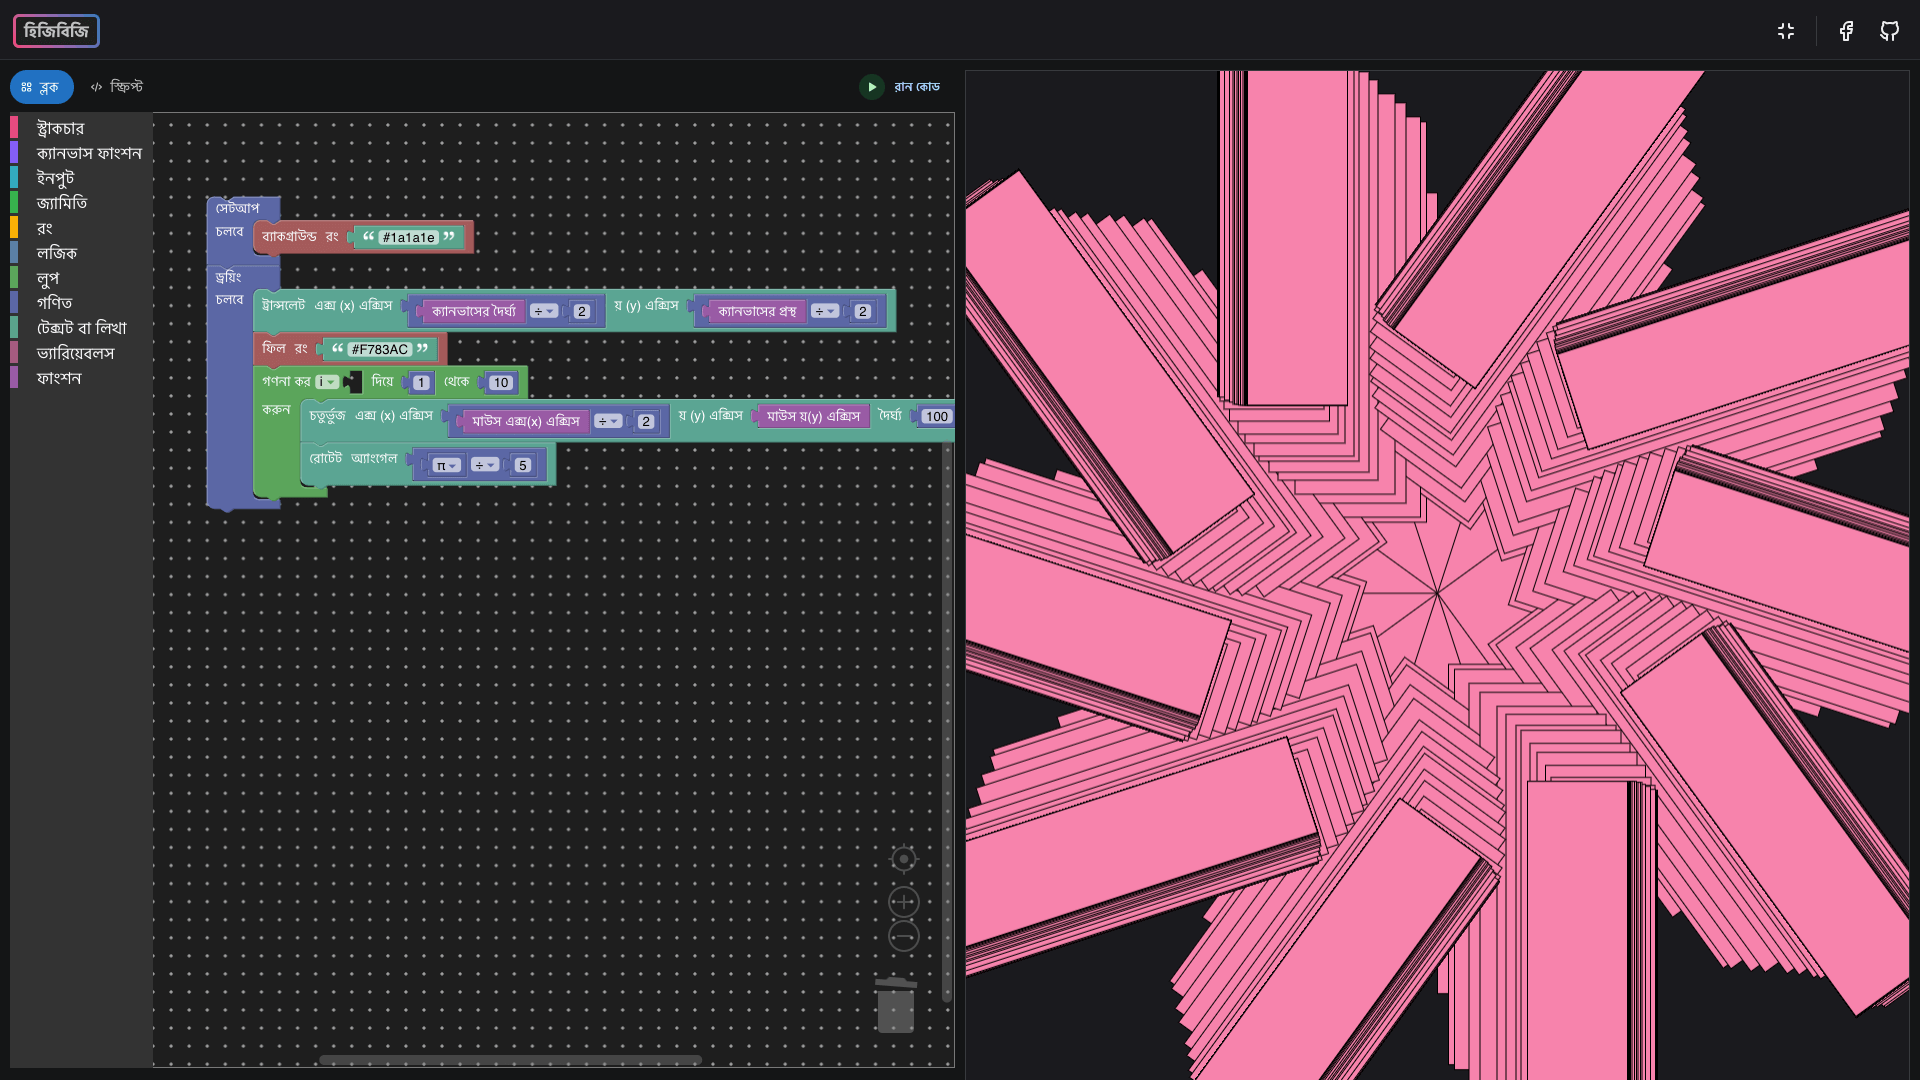 হিজিবিজি
ব্লক
স্ক্রিপ্ট
রান কোড
স্ট্রাকচার
ক্যানভাস ফাংশন
ইনপুট
জ্যামিতি
রং
লজিক
লুপ
গণিত
টেক্সট বা লিখা
ভ্যারিয়েবলস
ফাংশন
সেটআপ
চলবে
ব্যাকগ্রাউন্ড রং “ #1a1a1e ”
ড্রয়িং
চলবে
ট্রান্সলেট এক্স (x) এক্সিস ক্যানভাসের দৈর্ঘ্য ÷ 2 য় (y) এক্সিস ক্যানভাসের প্রস্থ ÷ 2
ফিল রং “ #F783AC ”
গণনা কর i দিয়ে 1 থেকে 10
করুন
চতুর্ভুজ এক্স (x) এক্সিস মাউস এক্স(x) এক্সিস ÷ 2 য় (y) এক্সিস মাউস য়(y) এক্সিস দৈর্ঘ্য 100
রোটেট অ্যাংগেল π ÷ 5